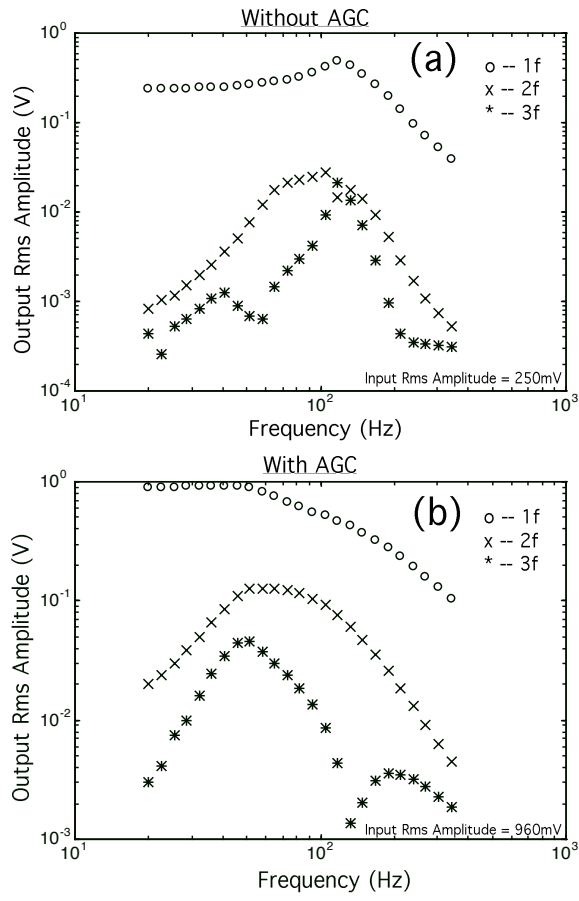 Without AGC
(a)
o -- 1f
x -- 2f
* -- 3f
10^0
10^-1
10^-2
10^-3
10^-4
Output Rms Amplitude (V)
Input Rms Amplitude = 250mV
10^1 10^2 10^3
Frequency (Hz)
With AGC
(b)
o -- 1f
x -- 2f
* -- 3f
10^0
10^-1
10^-2
10^-3
Output Rms Amplitude (V)
Input Rms Amplitude = 960mV
10^1 10^2 10^3
Frequency (Hz)